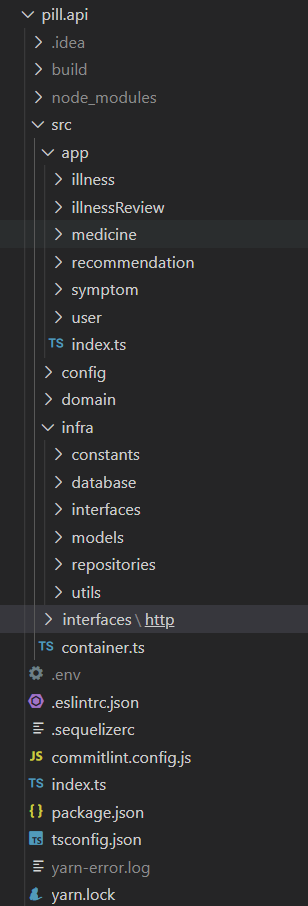 pill.api
.idea
build
node_modules
src
app
illness
illnessReview
medicine
recommendation
symptom
user
TS index.ts
config
domain
infra
constants
database
interfaces
models
repositories
utils
interfaces \ http
TS container.ts
.env
.eslintrc.json
.sequelizerc
JS commitlint.config.js
TS index.ts
{ } package.json
TS tsconfig.json
yarn-error.log
yarn.lock